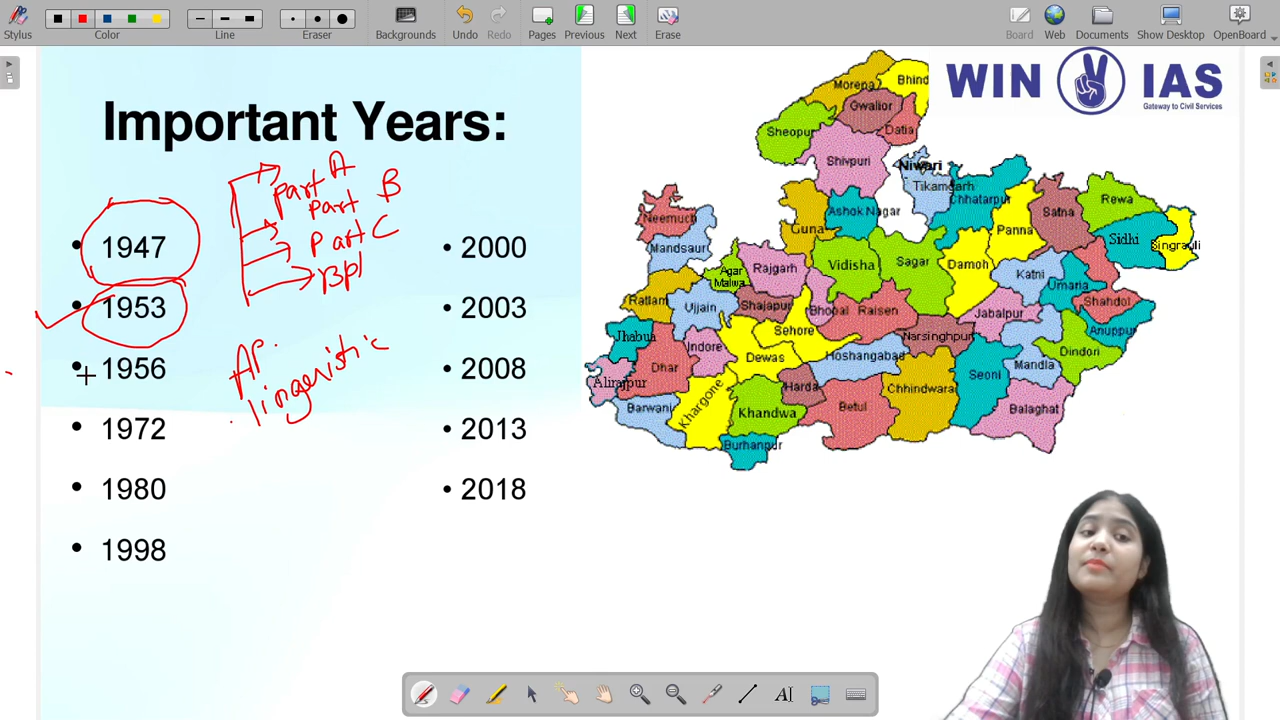 Stylus
Color
Line
Eraser
Backgrounds
Undo
Redo
Pages
Previous
Next
Erase
Board
Web
Documents
Show Desktop
OpenBoard
WIN IAS
Gateway to Civil Services
Important Years:
Part A
Part B
Part C
• 1947
• 1953
• 1956
• 1972
• 1980
• 1998
AP.
• 2000
• 2003
• 2008
• 2013
• 2018
Morena
Bhind
Gwalior
Sheopur
Datia
Shivpuri
Niwari
Tikamgarh
Chhatarpur
Neemuch
Mandsaur
Guna
Ashok Nagar
Panna
Satna
Rewa
Sidhi
Singrauli
Agar
Malwa
Rajgarh
Vidisha
Sagar
Damoh
Katni
Umaria
Shahdol
Ratlam
Ujjain
Shajapur
Bhopal
Raisen
Jabalpur
Anuppur
Jhabua
Indore
Sehore
Narsinghpur
Dindori
Dhar
Dewas
Hoshangabad
Seoni
Mandla
Alirajpur
Khargone
Harda
Chhindwara
Barwani
Khandwa
Betul
Balaghat
Burhanpur